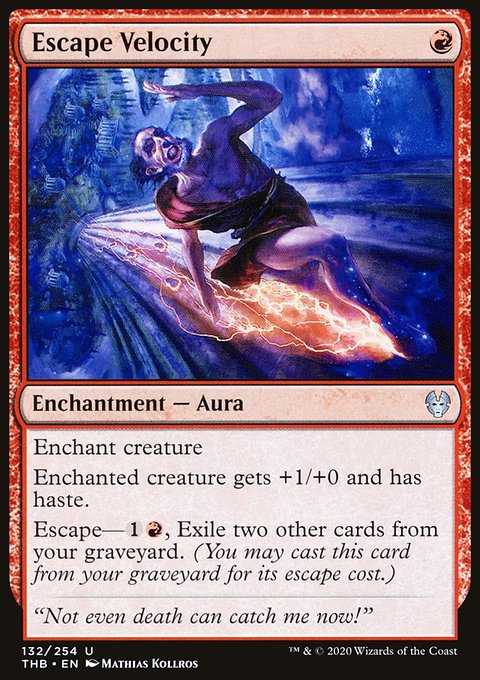 Escape Velocity
Enchantment — Aura
Enchant creature
Enchanted creature gets +1/+0 and has
haste.
Escape—1 , Exile two other cards from
your graveyard. (You may cast this card
from your graveyard for its escape cost.)
“Not even death can catch me now!”
132/254 U
THB • EN Mathias Kollros
™ & © 2020 Wizards of the Coast